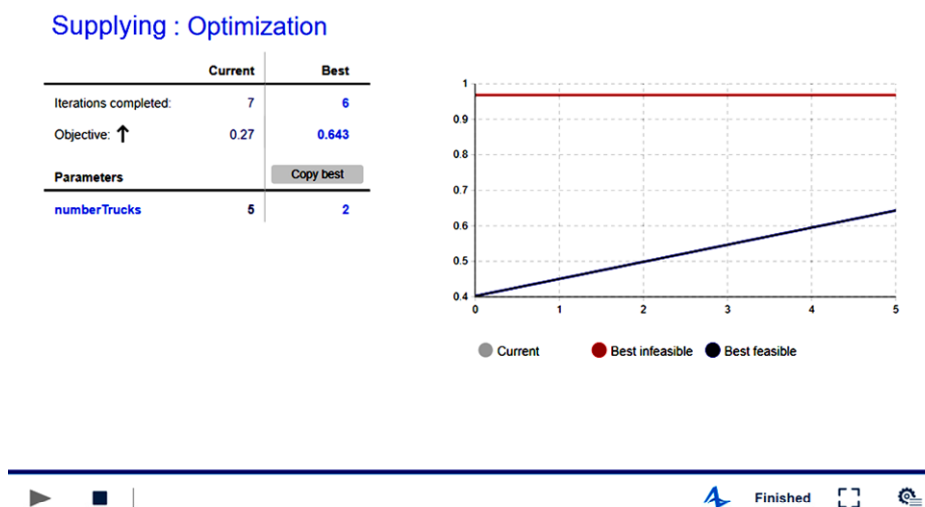 Supplying : Optimization
Current Best
Iterations completed: 7 6
Objective: ↑ 0.27 0.643
Parameters Copy best
numberTrucks 5 2
1
0.9
0.8
0.7
0.6
0.5
0.4
0 1 2 3 4 5
Current Best infeasible Best feasible
Finished